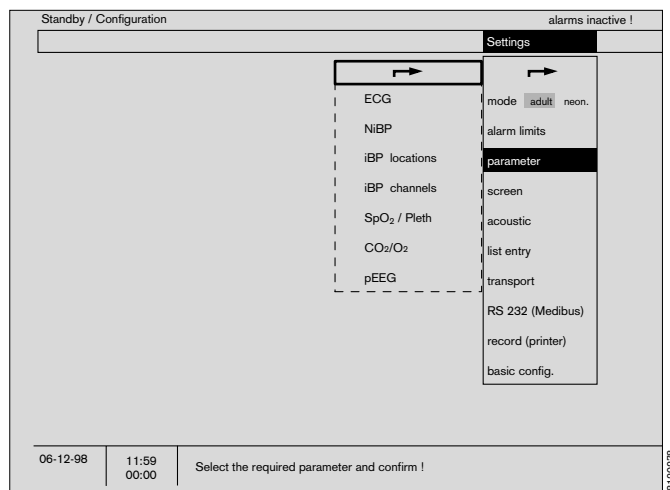 Standby / Configuration
alarms inactive !
Settings
ECG
NiBP
iBP locations
iBP channels
SpO₂ / Pleth
CO2/O2
pEEG
mode adult neon.
alarm limits
parameter
screen
acoustic
list entry
transport
RS 232 (Medibus)
record (printer)
basic config.
06-12-98
11:59
00:00
Select the required parameter and confirm !